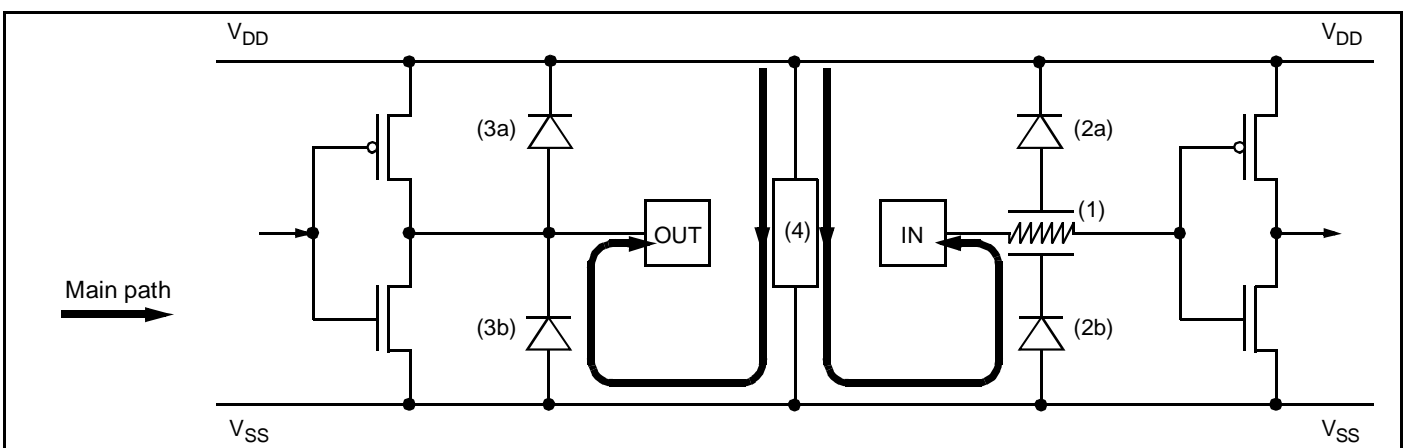 VDD VDD
(3a) (2a)
(1)
OUT (4) IN
Main path
(3b) (2b)
VSS VSS